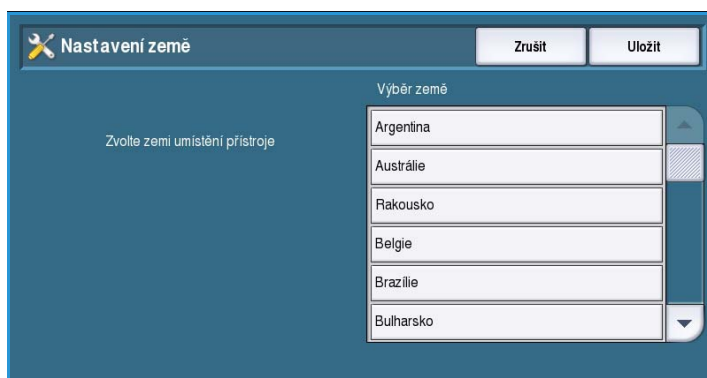 Nastavení země
Zrušit
Uložit
Výběr země
Zvolte zemi umístění přístroje
Argentina
Austrálie
Rakousko
Belgie
Brazílie
Bulharsko